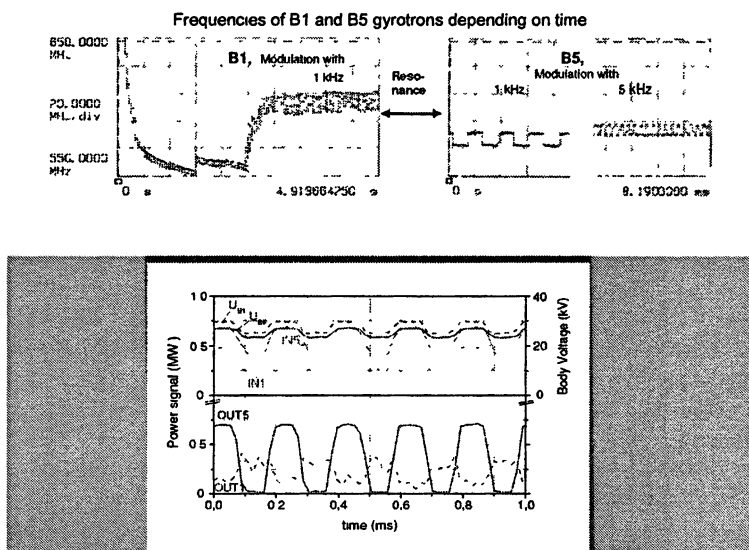 Frequencies of B1 and B5 gyrotrons depending on time
650.0000
MHz
B1, Modulation with
1 kHz
Reso-
nance
B5,
Modulation with
1 kHz
5 kHz
20.0000
MHz/div
550.0000
MHz
0 s
4.919664250 s
0 s
8.1900000 ms
1 0
0 5
0
Power signal (MW)
U
U
IN5
IN1
40
30
20
10
0
Body Voltage (kV)
OUT5
0 5
0
OUT1
0,0
0 2
0,4
0,6
0,8
1,0
time (ms)